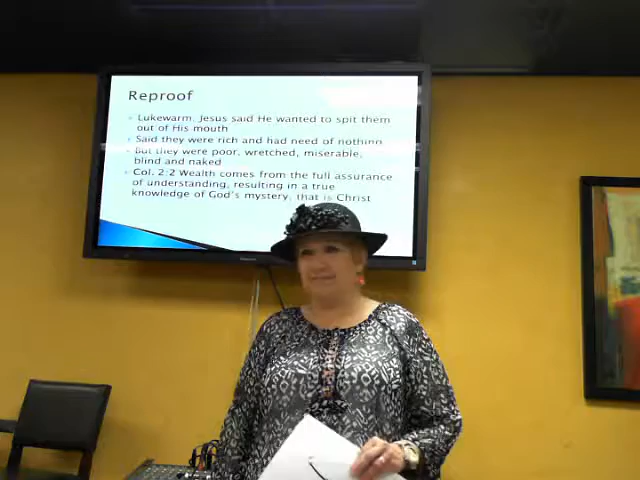 Reproof
Lukewarm. Jesus said He wanted to spit them
out of His mouth
Said they were rich and had need of nothing
But they were poor, wretched, miserable,
blind and naked
Col. 2:2 Wealth comes from the full assurance
of understanding, resulting in a true
knowledge of God's mystery, that is Christ